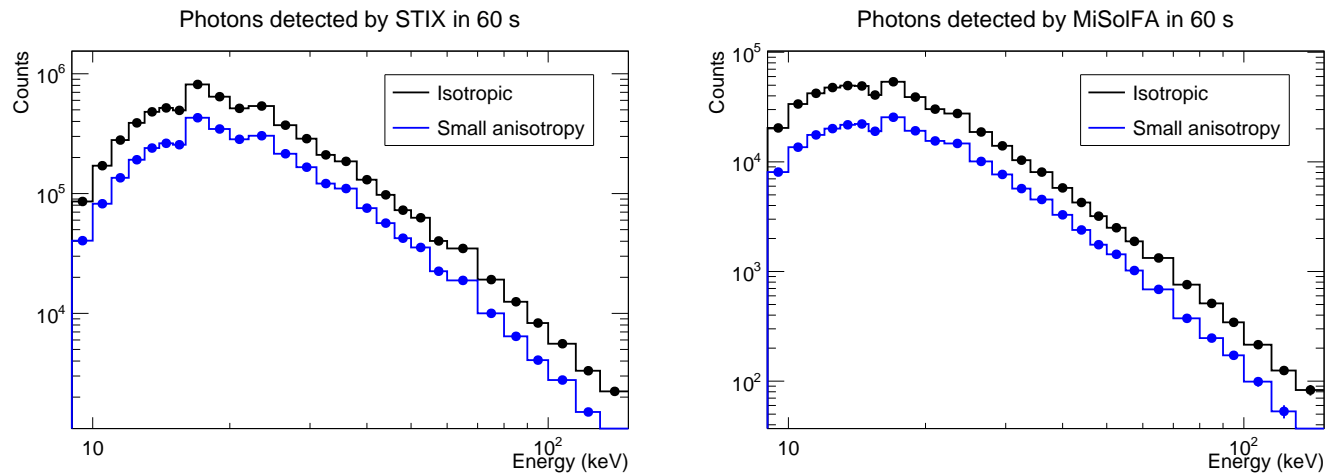 Photons detected by STIX in 60 s
Counts
10^6
10^5
10^4
Isotropic
Small anisotropy
10
10^2
Energy (keV)
Photons detected by MiSolFA in 60 s
Counts
10^5
10^4
10^3
10^2
Isotropic
Small anisotropy
10
10^2
Energy (keV)